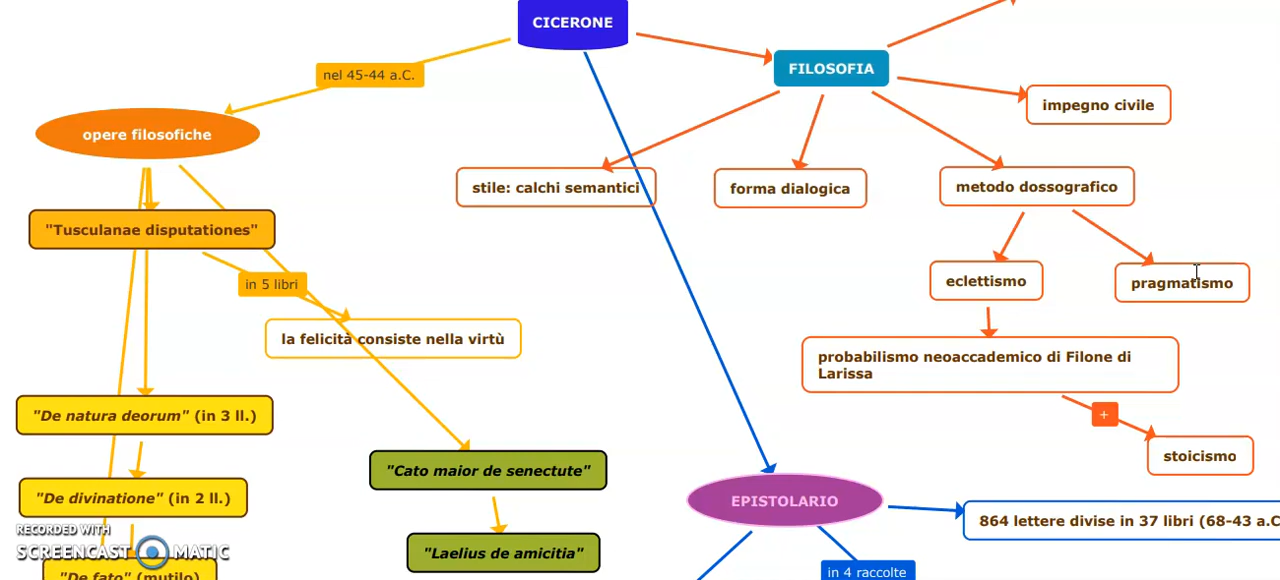 CICERONE
nel 45-44 a.C.
FILOSOFIA
impegno civile
opere filosofiche
stile: calchi semantici
forma dialogica
metodo dossografico
"Tusculanae disputationes"
in 5 libri
eclettismo
pragmatismo
la felicità consiste nella virtù
probabilismo neoaccademico di Filone di
Larissa
+
"De natura deorum" (in 3 ll.)
stoicismo
"Cato maior de senectute"
"De divinatione" (in 2 ll.)
EPISTOLARIO
864 lettere divise in 37 libri (68-43 a.C
RECORDED WITH
SCREENCAST MATIC
"Laelius de amicitia"
"De fato" (mutilo)
in 4 raccolte